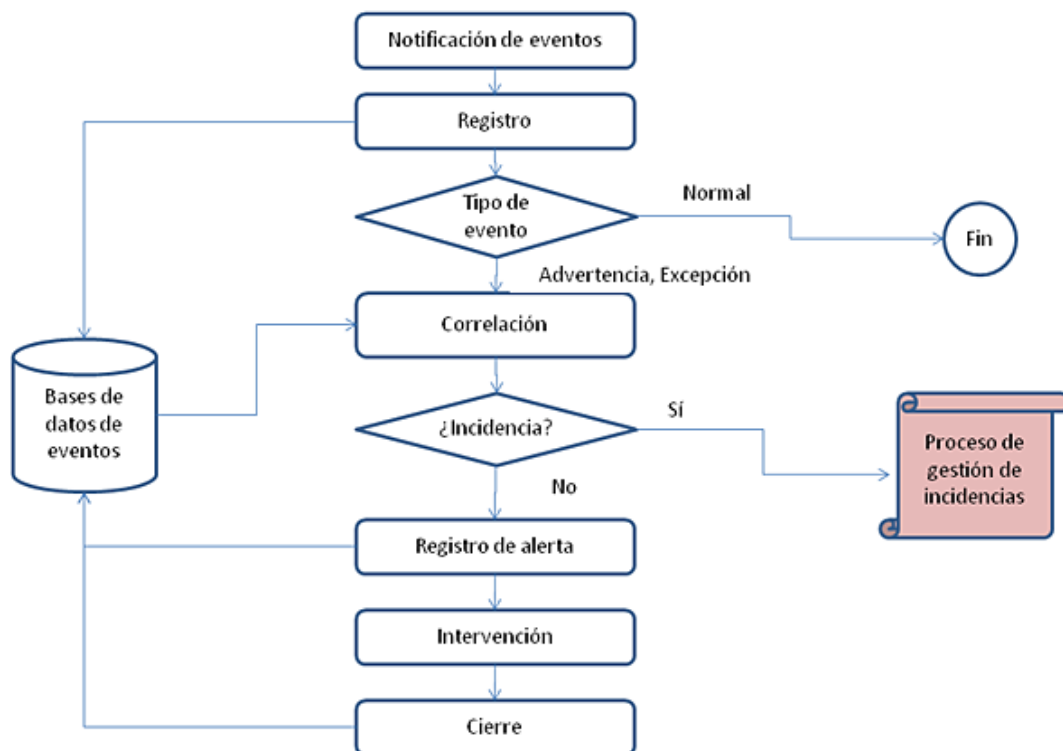 Notificación de eventos
Registro
Tipo de
evento
Normal
Fin
Advertencia, Excepción
Correlación
Bases de
datos de
eventos
¿Incidencia?
Sí
Proceso de
gestión de
incidencias
No
Registro de alerta
Intervención
Cierre